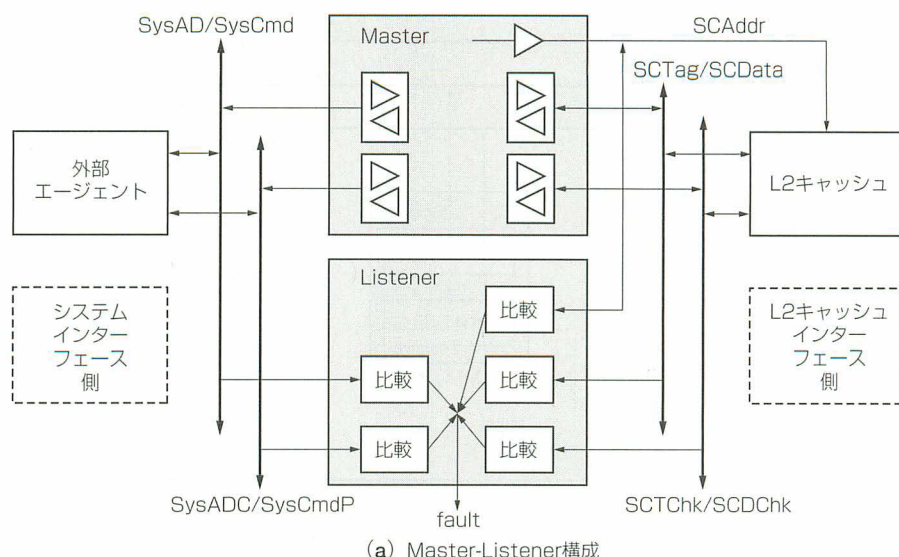 SysAD/SysCmd
Master
SCAddr
SCTag/SCData
外部
エージェント
L2キャッシュ
Listener
システム
インター
フェース
側
比較
L2キャッシュ
インター
フェース
側
比較
比較
比較
比較
SysADC/SysCmdP
fault
SCTChk/SCDChk
(a) Master-Listener構成